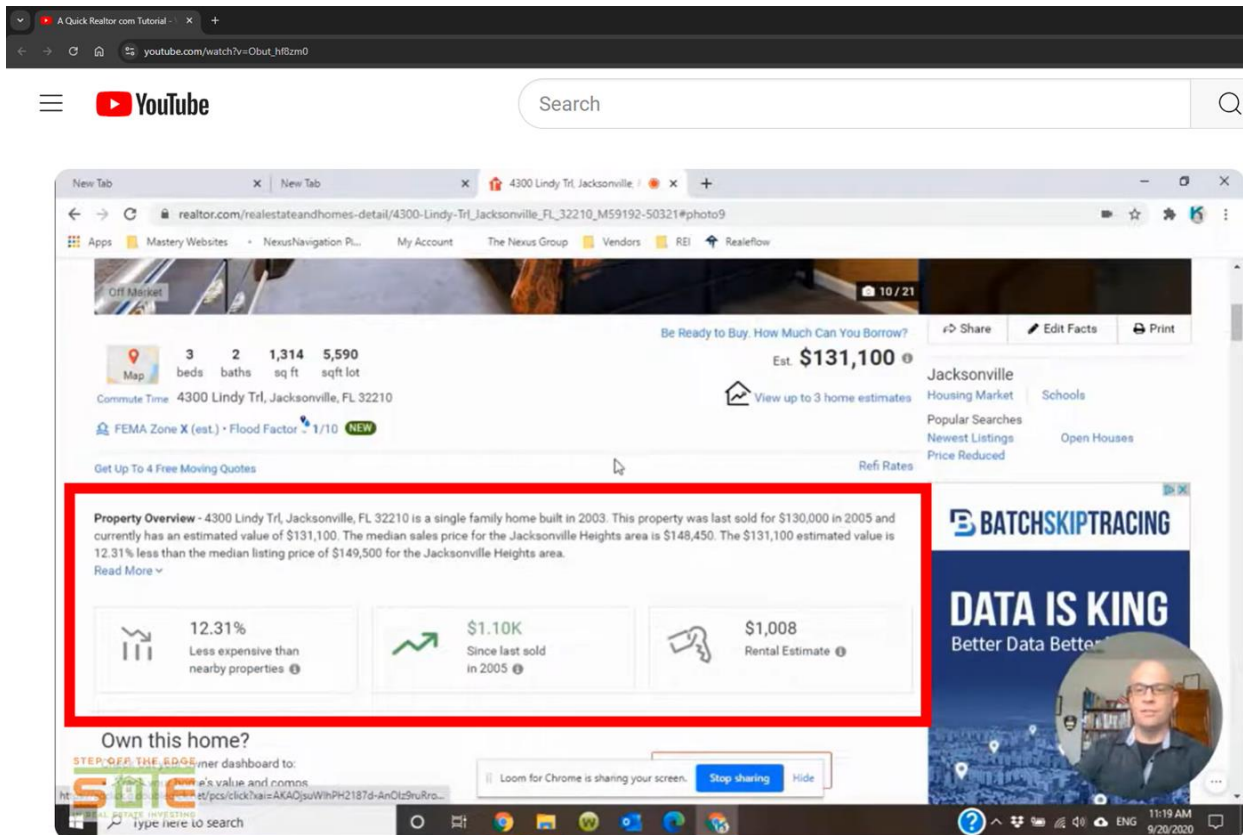 A Quick Realtor com Tutorial -
youtube.com/watch?v=Obut_hf8zm0
YouTube
Search
New Tab
New Tab
4300 Lindy Trl, Jacksonville,
realtor.com/realestateandhomes-detail/4300-Lindy-Trl_Jacksonville_FL_32210_M59192-50321#photo9
Apps Mastery Websites NexusNavigation Pi... My Account The Nexus Group Vendors REI Realeflow
Off Market
10 / 21
Be Ready to Buy. How Much Can You Borrow?
Share Edit Facts Print
3 2 1,314 5,590
Map beds baths sq ft sqft lot
Est. $131,100
Commute Time 4300 Lindy Trl, Jacksonville, FL 32210
View up to 3 home estimates
FEMA Zone X (est.) • Flood Factor 1/10 NEW
Get Up To 4 Free Moving Quotes
Refi Rates
Jacksonville
Housing Market Schools
Popular Searches
Newest Listings Open Houses
Price Reduced
Property Overview - 4300 Lindy Trl, Jacksonville, FL 32210 is a single family home built in 2003. This property was last sold for $130,000 in 2005 and
currently has an estimated value of $131,100. The median sales price for the Jacksonville Heights area is $148,450. The $131,100 estimated value is
12.31% less than the median listing price of $149,500 for the Jacksonville Heights area.
Read More
12.31%
Less expensive than
nearby properties
$1.10K
Since last sold
in 2005
$1,008
Rental Estimate
BATCHSKIPTRACING
DATA IS KING
Better Data Bette
Own this home?
wner dashboard to:
e's value and comps
STEP OFF THE EDGE
SOTE
IN REAL ESTATE INVESTING
Loom for Chrome is sharing your screen. Stop sharing Hide
Type here to search
ENG
11:19 AM
9/20/2020